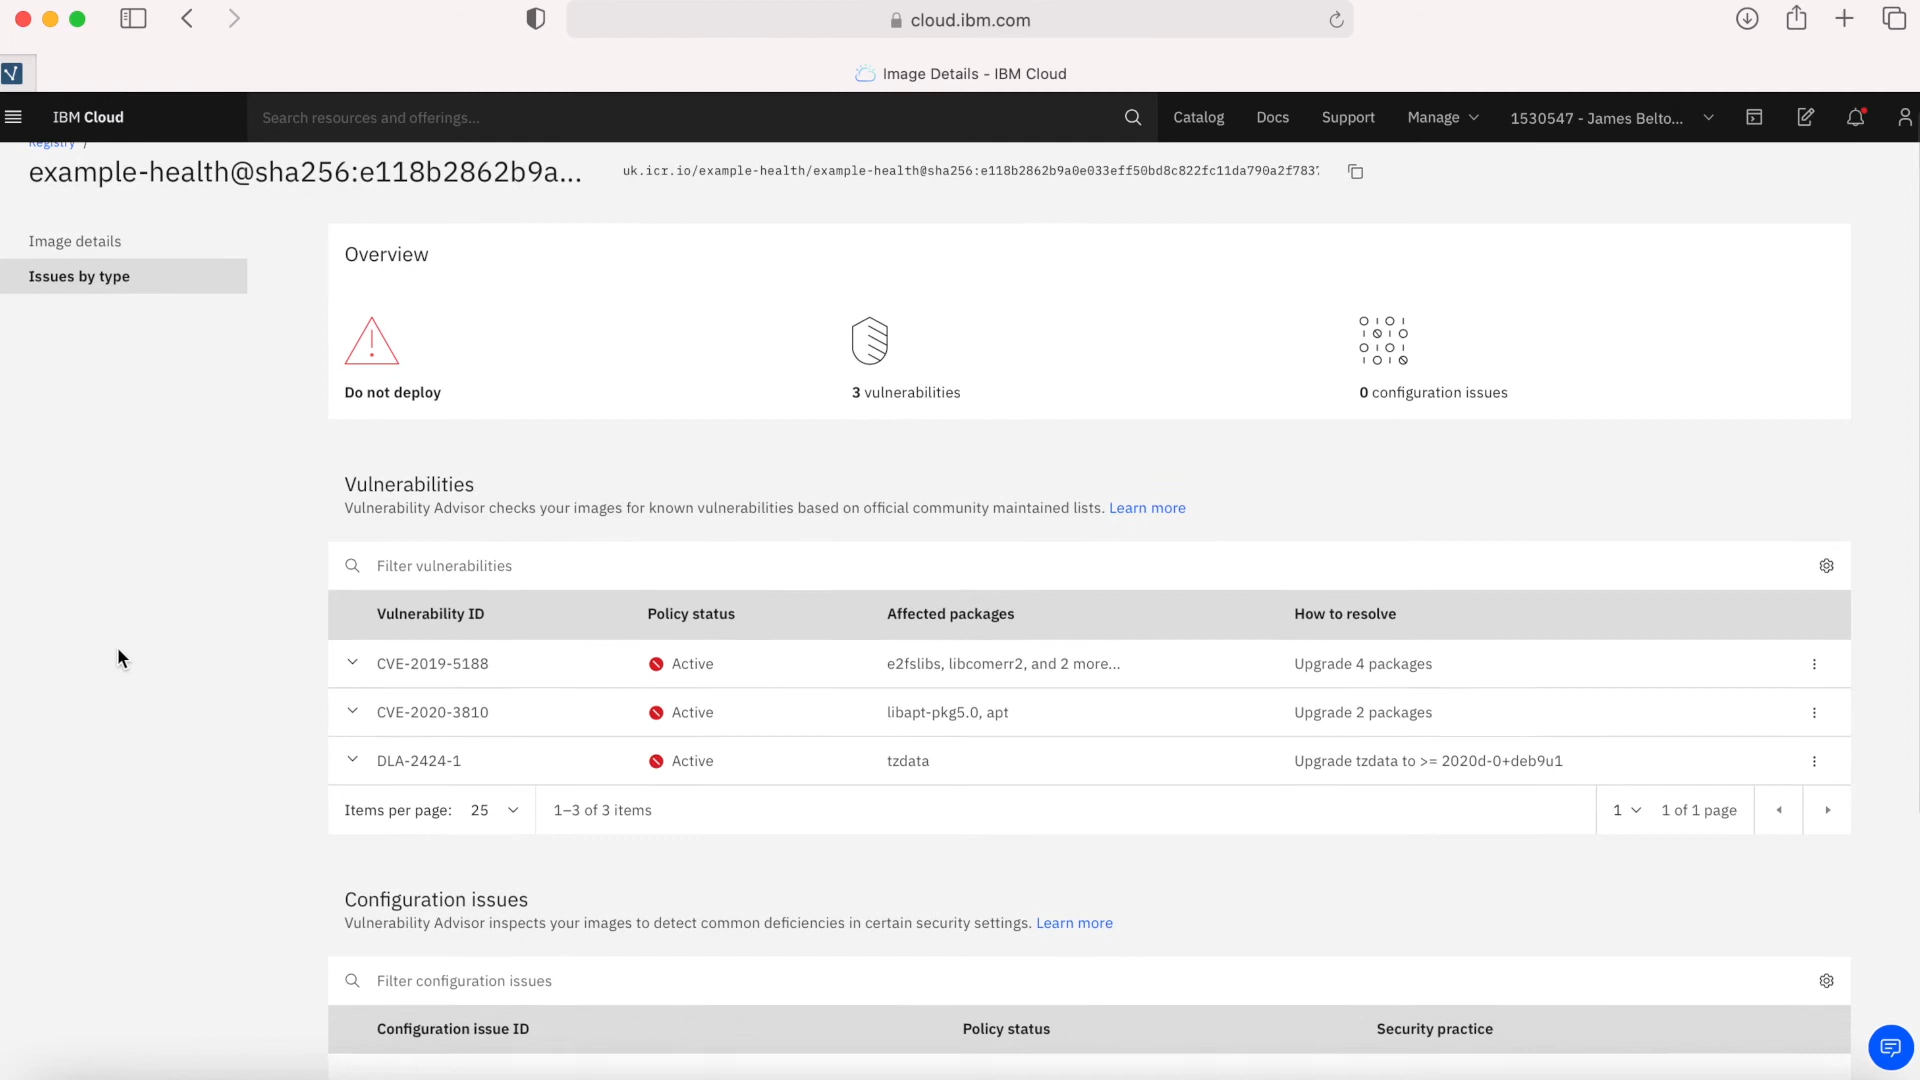 cloud.ibm.com
Image Details - IBM Cloud
IBM Cloud
Search resources and offerings...
Catalog
Docs
Support
Manage
1530547 - James Belto...
Registry /
example-health@sha256:e118b2862b9a...
uk.icr.io/example-health/example-health@sha256:e118b2862b9a0e033eff50bd8c822fc11da790a2f783
Image details
Issues by type
Overview
Do not deploy
3 vulnerabilities
0 configuration issues
Vulnerabilities
Vulnerability Advisor checks your images for known vulnerabilities based on official community maintained lists. Learn more
Filter vulnerabilities
Vulnerability ID Policy status Affected packages How to resolve
CVE-2019-5188 Active e2fslibs, libcomerr2, and 2 more... Upgrade 4 packages
CVE-2020-3810 Active libapt-pkg5.0, apt Upgrade 2 packages
DLA-2424-1 Active tzdata Upgrade tzdata to >= 2020d-0+deb9u1
Items per page: 25 1–3 of 3 items 1 1 of 1 page
Configuration issues
Vulnerability Advisor inspects your images to detect common deficiencies in certain security settings. Learn more
Filter configuration issues
Configuration issue ID Policy status Security practice